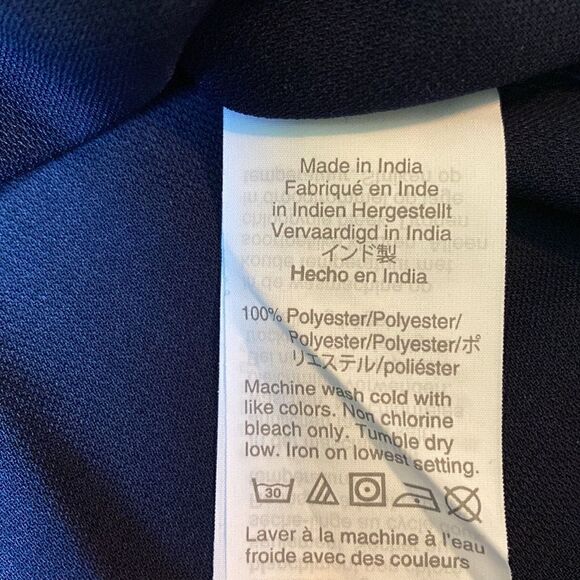 Made in India
Fabriqué en Inde
in Indien Hergestellt
Vervaardigd in India
インド製
Hecho en India
100% Polyester/Polyester/
Polyester/Polyester/ポ
リエステル/poliéster
Machine wash cold with
like colors. Non chlorine
bleach only. Tumble dry
low. Iron on lowest setting.
30
Laver à la machine à l'eau
froide avec des couleurs